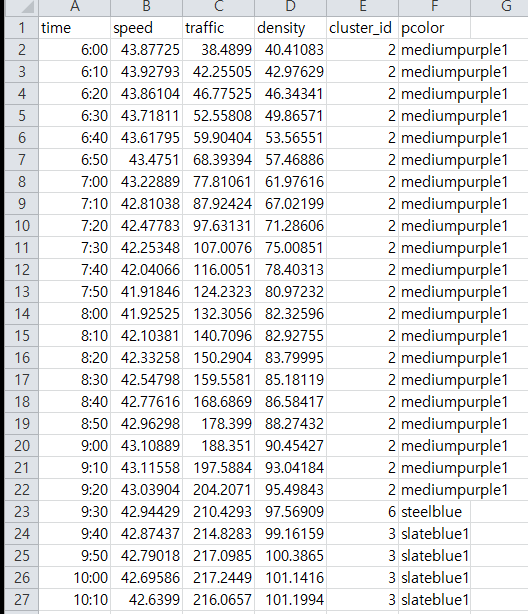 A B C D E F G
1 time speed traffic density cluster_id pcolor
2 6:00 43.87725 38.4899 40.41083 2 mediumpurple1
3 6:10 43.92793 42.25505 42.97629 2 mediumpurple1
4 6:20 43.86104 46.77525 46.34341 2 mediumpurple1
5 6:30 43.71811 52.55808 49.86571 2 mediumpurple1
6 6:40 43.61795 59.90404 53.56551 2 mediumpurple1
7 6:50 43.4751 68.39394 57.46886 2 mediumpurple1
8 7:00 43.22889 77.81061 61.97616 2 mediumpurple1
9 7:10 42.81038 87.92424 67.02199 2 mediumpurple1
10 7:20 42.47783 97.63131 71.28606 2 mediumpurple1
11 7:30 42.25348 107.0076 75.00851 2 mediumpurple1
12 7:40 42.04066 116.0051 78.40313 2 mediumpurple1
13 7:50 41.91846 124.2323 80.97232 2 mediumpurple1
14 8:00 41.92525 132.3056 82.32596 2 mediumpurple1
15 8:10 42.10381 140.7096 82.92755 2 mediumpurple1
16 8:20 42.33258 150.2904 83.79995 2 mediumpurple1
17 8:30 42.54798 159.5581 85.18119 2 mediumpurple1
18 8:40 42.77616 168.6869 86.58417 2 mediumpurple1
19 8:50 42.96298 178.399 88.27432 2 mediumpurple1
20 9:00 43.10889 188.351 90.45427 2 mediumpurple1
21 9:10 43.11558 197.5884 93.04184 2 mediumpurple1
22 9:20 43.03904 204.2071 95.49843 2 mediumpurple1
23 9:30 42.94429 210.4293 97.56909 6 steelblue
24 9:40 42.87437 214.8283 99.16159 3 slateblue1
25 9:50 42.79018 217.0985 100.3865 3 slateblue1
26 10:00 42.69586 217.2449 101.1416 3 slateblue1
27 10:10 42.6399 216.0657 101.1994 3 slateblue1